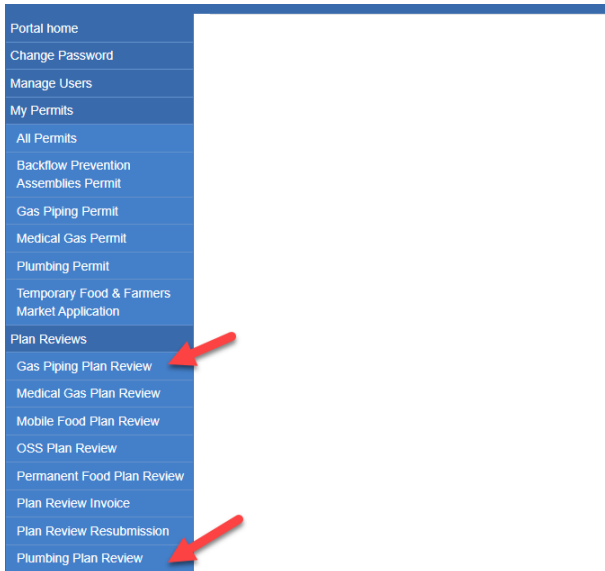 Portal home
Change Password
Manage Users
My Permits
All Permits
Backflow Prevention
Assemblies Permit
Gas Piping Permit
Medical Gas Permit
Plumbing Permit
Temporary Food & Farmers
Market Application
Plan Reviews
Gas Piping Plan Review
Medical Gas Plan Review
Mobile Food Plan Review
OSS Plan Review
Permanent Food Plan Review
Plan Review Invoice
Plan Review Resubmission
Plumbing Plan Review